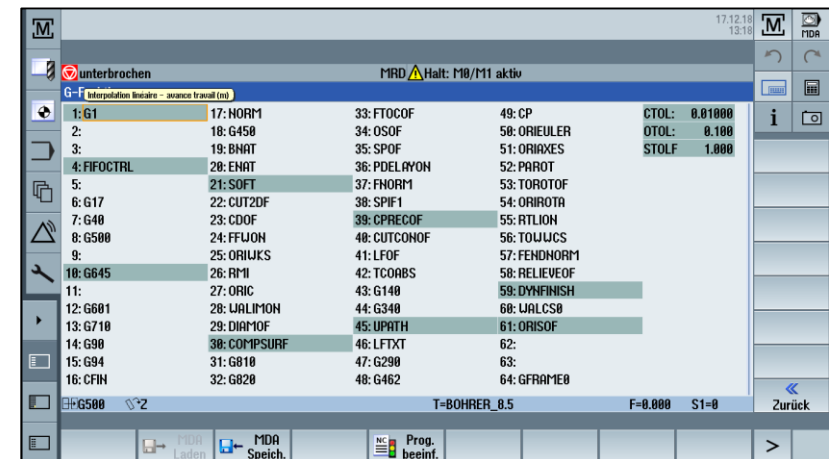 17.12.18
13:18
MDA
unterbrochen
MRD Halt: M0/M1 aktiv
G-F
Interpolation linéaire - avance travail (m)
1: G1 17: NORM 33: FTOCOF 49: CP CTOL: 0.01000
2: 18: G450 34: OSOF 50: ORIEULER OTOL: 0.100
3: 19: BNAT 35: SPOF 51: ORIAXES STOLF 1.000
4: FIFOCTRL 20: ENAT 36: PDELAYON 52: PAROT
5: 21: SOFT 37: FNORM 53: TOROTOF
6: G17 22: CUT2DF 38: SPIF1 54: ORIROTA
7: G40 23: CDOF 39: CPRECOF 55: RTLION
8: G500 24: FFWON 40: CUTCONOF 56: TOWWCS
9: 25: ORIWKS 41: LFOF 57: FENDNORM
10: G645 26: RMI 42: TCOABS 58: RELIEVEOF
11: 27: ORIC 43: G140 59: DYNFINISH
12: G601 28: WALIMON 44: G340 60: WALCS0
13: G710 29: DIAMOF 45: UPATH 61: ORISOF
14: G90 30: COMPSURF 46: LFTXT 62:
15: G94 31: G810 47: G290 63:
16: CFIN 32: G820 48: G462 64: GFRAME0
G500 Z T=BOHRER_8.5 F=0.000 S1=0
Zurück
MDA Laden
MDA Speich.
NC Prog. beeinf.